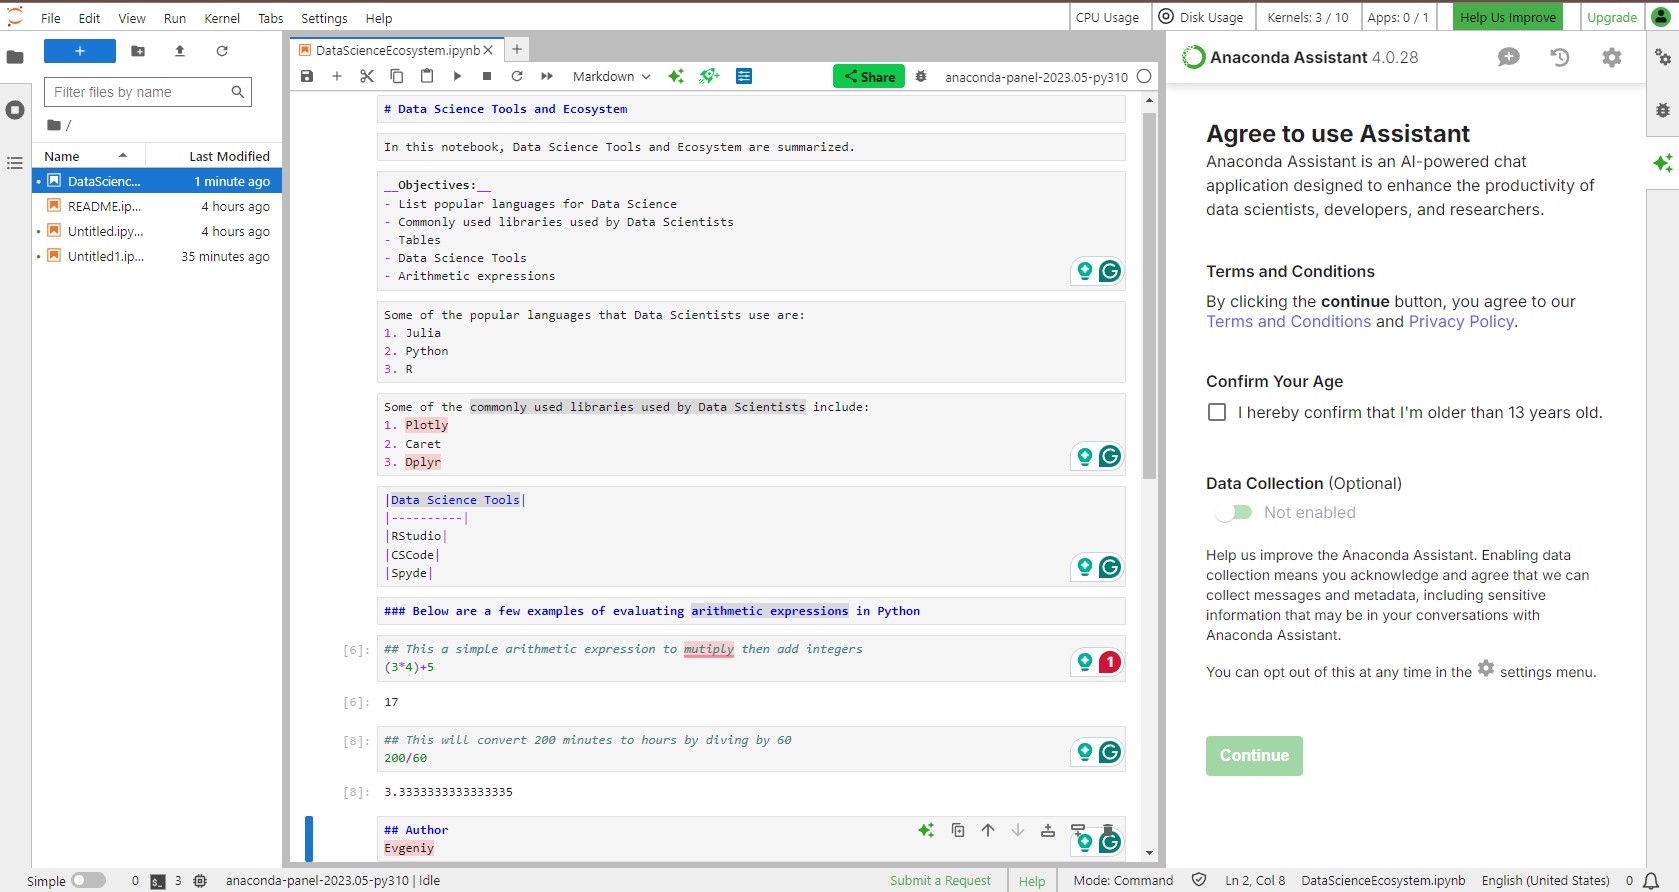 File Edit View Run Kernel Tabs Settings Help
CPU Usage Disk Usage Kernels: 3 / 10 Apps: 0 / 1 Help Us Improve Upgrade
+
Filter files by name
/
Name Last Modified
DataScienc... 1 minute ago
README.ip... 4 hours ago
Untitled.ipy... 4 hours ago
Untitled1.ip... 35 minutes ago
DataScienceEcosystem.ipynb
Markdown Share anaconda-panel-2023.05-py310
# Data Science Tools and Ecosystem
In this notebook, Data Science Tools and Ecosystem are summarized.
__Objectives:__
- List popular languages for Data Science
- Commonly used libraries used by Data Scientists
- Tables
- Data Science Tools
- Arithmetic expressions
Some of the popular languages that Data Scientists use are:
1. Julia
2. Python
3. R
Some of the commonly used libraries used by Data Scientists include:
1. Plotly
2. Caret
3. Dplyr
|Data Science Tools|
|----------|
|RStudio|
|CSCode|
|Spyde|
### Below are a few examples of evaluating arithmetic expressions in Python
[6]: ## This a simple arithmetic expression to mutiply then add integers
(3*4)+5
1
[6]: 17
[8]: ## This will convert 200 minutes to hours by diving by 60
200/60
[8]: 3.3333333333333335
## Author
Evgeniy
Anaconda Assistant 4.0.28
Agree to use Assistant
Anaconda Assistant is an AI-powered chat
application designed to enhance the productivity of
data scientists, developers, and researchers.
Terms and Conditions
By clicking the continue button, you agree to our
Terms and Conditions and Privacy Policy.
Confirm Your Age
I hereby confirm that I'm older than 13 years old.
Data Collection (Optional)
Not enabled
Help us improve the Anaconda Assistant. Enabling data
collection means you acknowledge and agree that we can
collect messages and metadata, including sensitive
information that may be in your conversations with
Anaconda Assistant.
You can opt out of this at any time in the settings menu.
Continue
Simple 0 3 anaconda-panel-2023.05-py310 | Idle Submit a Request Help Mode: Command Ln 2, Col 8 DataScienceEcosystem.ipynb English (United States) 0